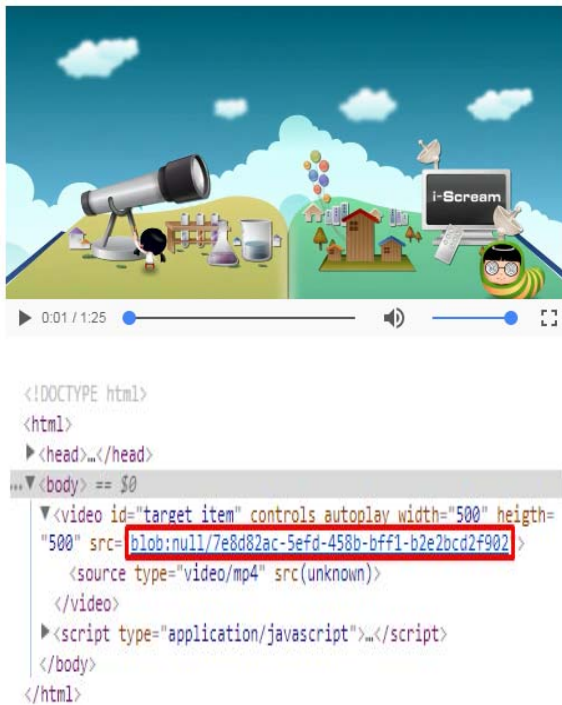 i-Scream
0:01 / 1:25
<!DOCTYPE html>
<html>
▶<head>…</head>
…▼<body> == $0
▼<video id="target item" controls autoplay width="500" heigth=
"500" src= blob:null/7e8d82ac-5efd-458b-bff1-b2e2bcd2f902 >
<source type="video/mp4" src(unknown)>
</video>
▶<script type="application/javascript">…</script>
</body>
</html>